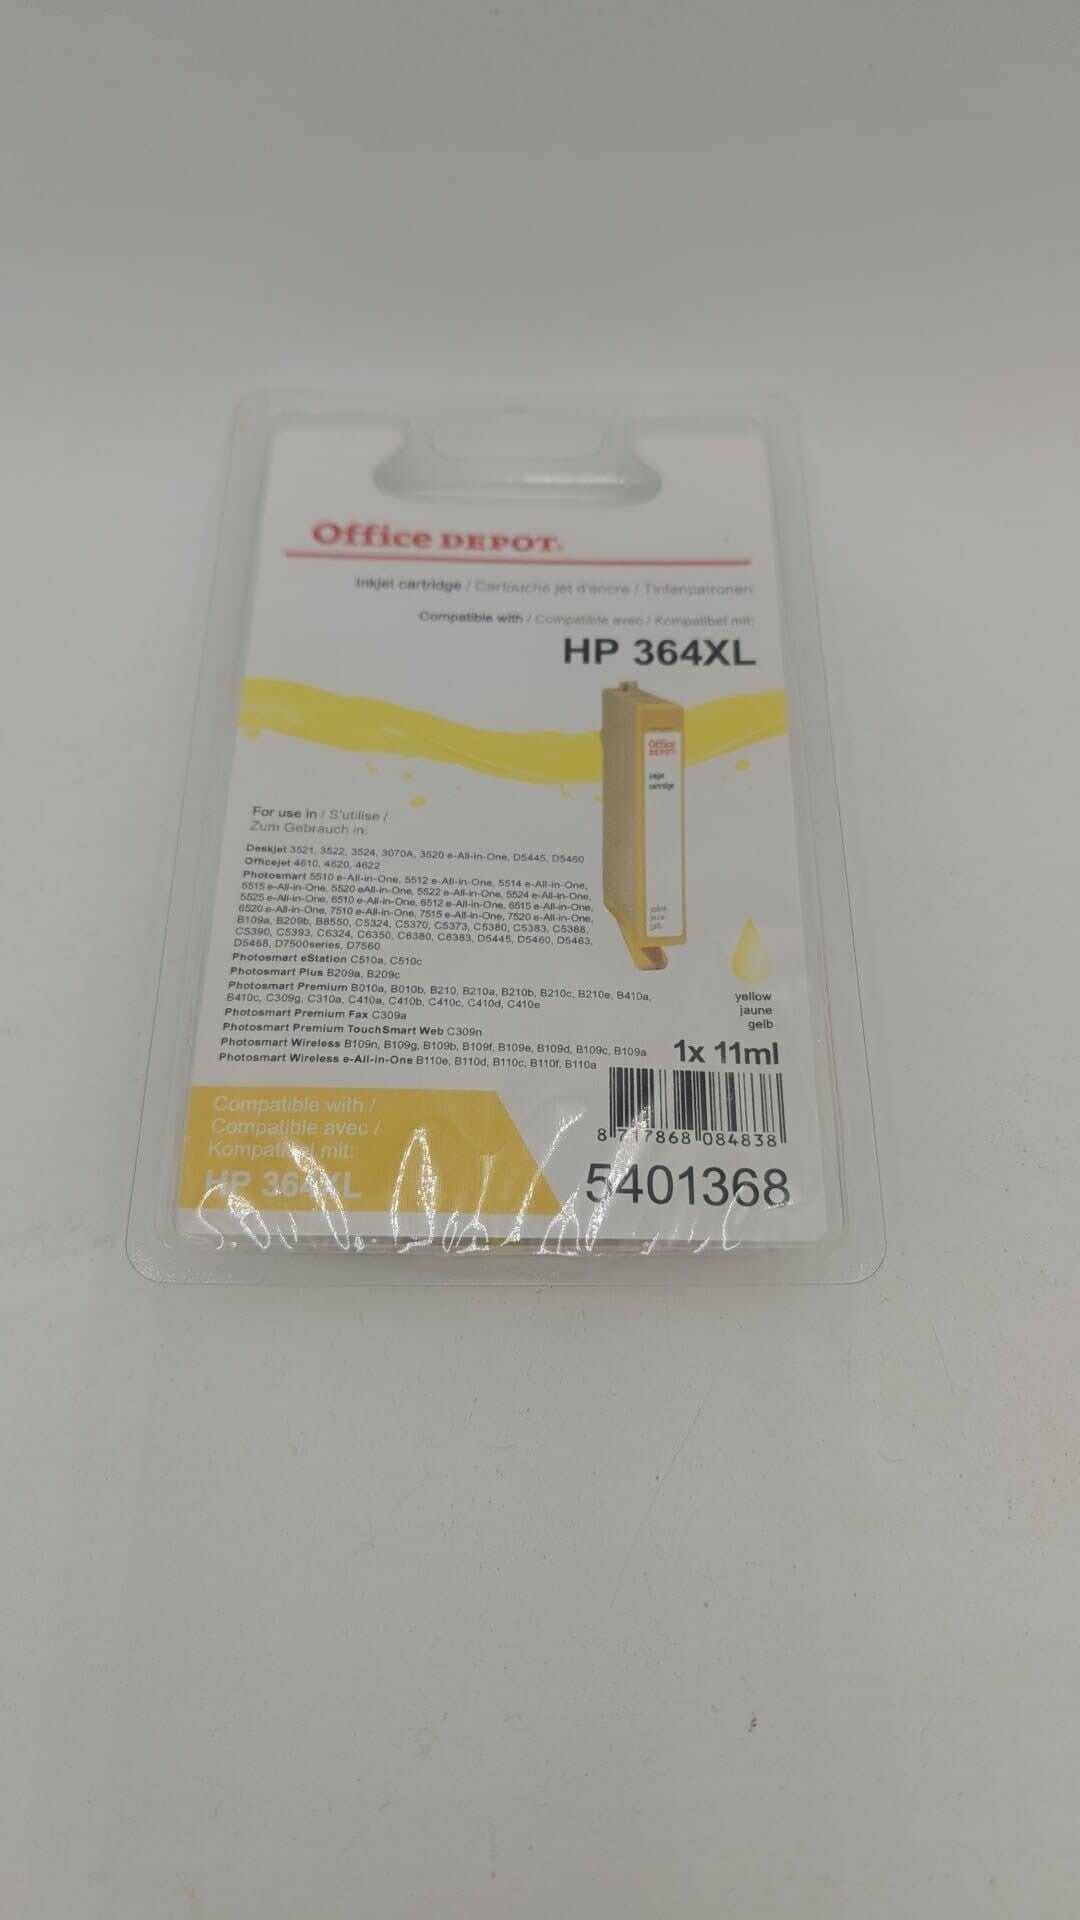 Office DEPOT.
Inkjet cartridge / Cartouche jet d'encre / Tintenpatronen
Compatible with / Compatible avec / Kompatibel mit:
HP 364XL
Office
DEPOT.
Inkjet
cartridge
For use in / S'utilise /
Zum Gebrauch in:
Deskjet 3521, 3522, 3524, 3070A, 3520 e-All-in-One, D5445, D5460
Officejet 4610, 4620, 4622
Photosmart 5510 e-All-in-One, 5512 e-All-in-One, 5514 e-All-in-One,
5515 e-All-in-One, 5520 eAll-in-One, 5522 e-All-in-One, 5524 e-All-in-One,
5525 e-All-in-One, 6510 e-All-in-One, 6512 e-All-in-One, 6515 e-All-in-One,
6520 e-All-in-One, 7510 e-All-in-One, 7515 e-All-in-One, 7520 e-All-in-One,
B109a, B209b, B8550, C5324, C5370, C5373, C5380, C5383, C5388,
C5390, C5393, C6324, C6350, C6380, C6383, D5445, D5460, D5463,
D5468, D7500series, D7560
Photosmart eStation C510a, C510c
Photosmart Plus B209a, B209c
Photosmart Premium B010a, B010b, B210, B210a, B210b, B210c, B210e, B410a,
B410c, C309g, C310a, C410a, C410b, C410c, C410d, C410e
Photosmart Premium Fax C309a
Photosmart Premium TouchSmart Web C309n
Photosmart Wireless B109n, B109g, B109b, B109f, B109e, B109d, B109c, B109a
Photosmart Wireless e-All-in-One B110e, B110d, B110c, B110f, B110a
yellow
jaune
gelb
yellow
jaune
gelb
1x 11ml
8 717868 084838
5401368
Compatible with /
Compatible avec /
Kompatibel mit:
HP 364XL